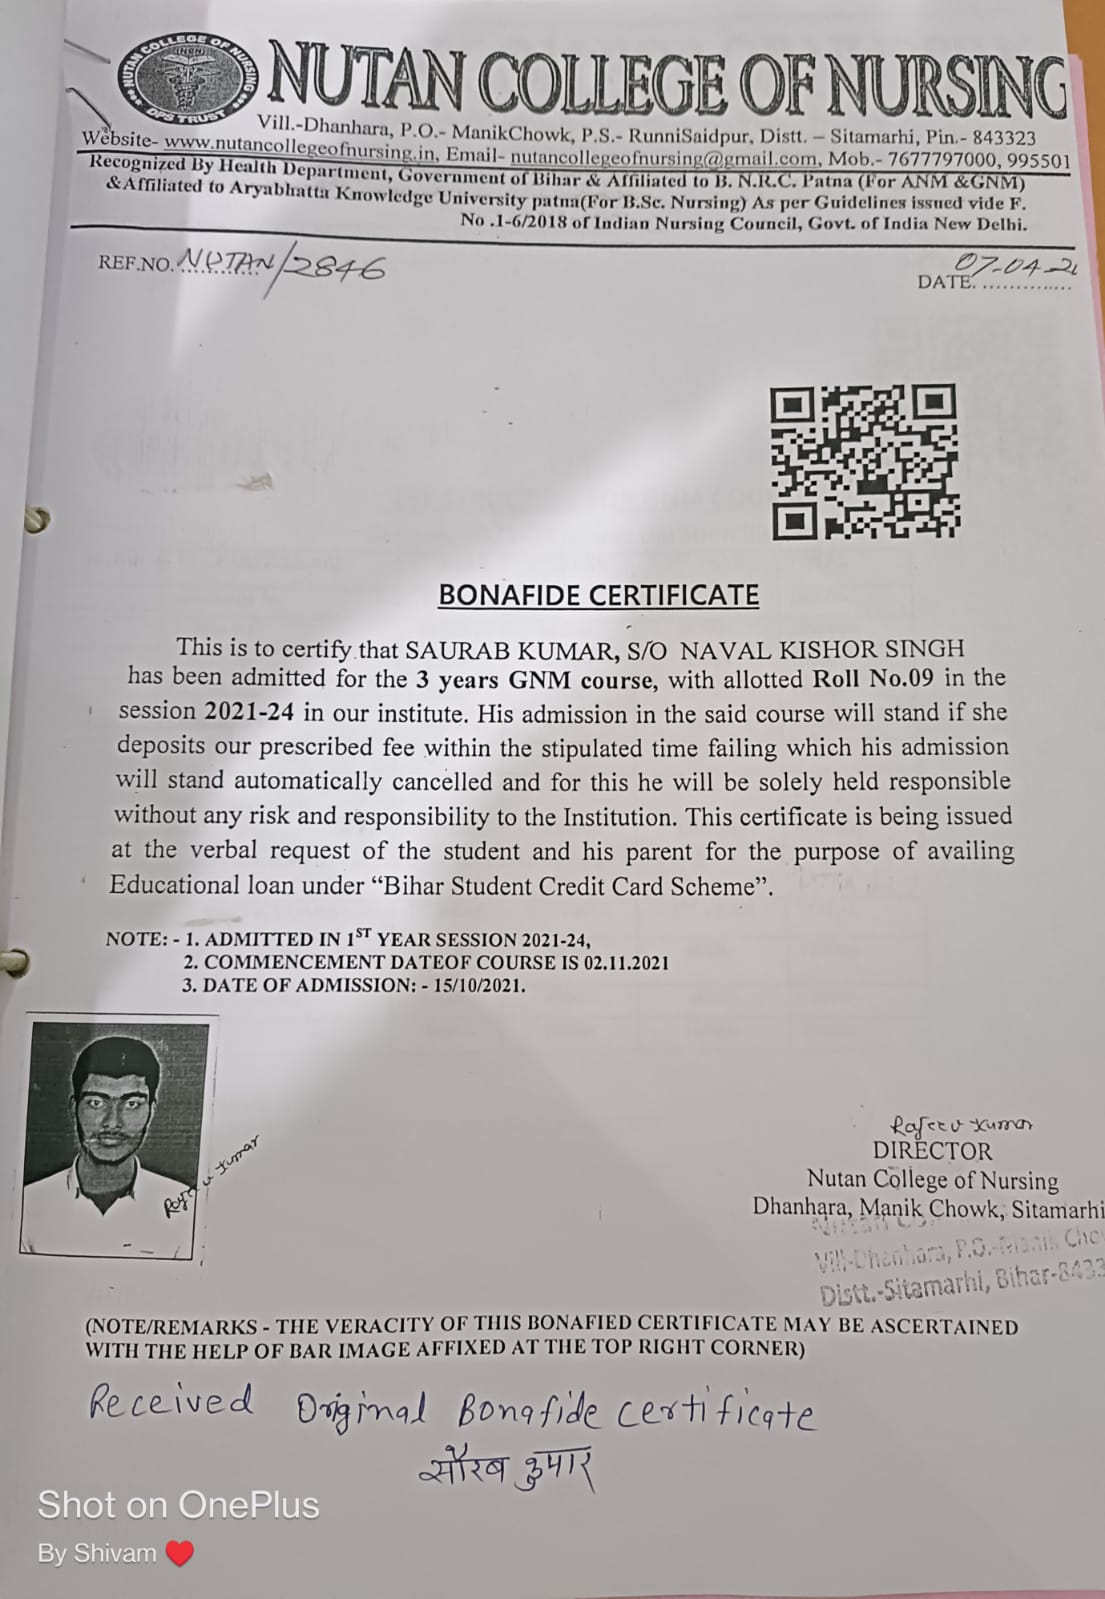 NUTAN COLLEGE OF NURSING
NUTAN COLLEGE OF NURSING
DPS TRUST
Vill.-Dhanhara, P.O.- ManikChowk, P.S.- RunniSaidpur, Distt. – Sitamarhi, Pin.- 843323
Website- www.nutancollegeofnursing.in, Email- nutancollegeofnursing@gmail.com, Mob.- 7677797000, 995501
Recognized By Health Department, Government of Bihar & Affiliated to B. N.R.C. Patna (For ANM &GNM)
&Affiliated to Aryabhatta Knowledge University patna(For B.Sc. Nursing) As per Guidelines issued vide F.
No .1-6/2018 of Indian Nursing Council, Govt. of India New Delhi.
REF.NO. NUTAN/2846
DATE. 07-04-2
BONAFIDE CERTIFICATE
This is to certify that SAURAB KUMAR, S/O NAVAL KISHOR SINGH
has been admitted for the 3 years GNM course, with allotted Roll No.09 in the
session 2021-24 in our institute. His admission in the said course will stand if she
deposits our prescribed fee within the stipulated time failing which his admission
will stand automatically cancelled and for this he will be solely held responsible
without any risk and responsibility to the Institution. This certificate is being issued
at the verbal request of the student and his parent for the purpose of availing
Educational loan under “Bihar Student Credit Card Scheme”.
NOTE: - 1. ADMITTED IN 1ST YEAR SESSION 2021-24,
2. COMMENCEMENT DATEOF COURSE IS 02.11.2021
3. DATE OF ADMISSION: - 15/10/2021.
Rajeev Kumar
Rajeev Kumar
DIRECTOR
Nutan College of Nursing
Dhanhara, Manik Chowk, Sitamarhi
Vill-Dhanhara, P.O.-Manik Cho
Distt.-Sitamarhi, Bihar-8433
(NOTE/REMARKS - THE VERACITY OF THIS BONAFIED CERTIFICATE MAY BE ASCERTAINED
WITH THE HELP OF BAR IMAGE AFFIXED AT THE TOP RIGHT CORNER)
Received Original Bonafide certificate
सौरब कुमार
Shot on OnePlus
By Shivam